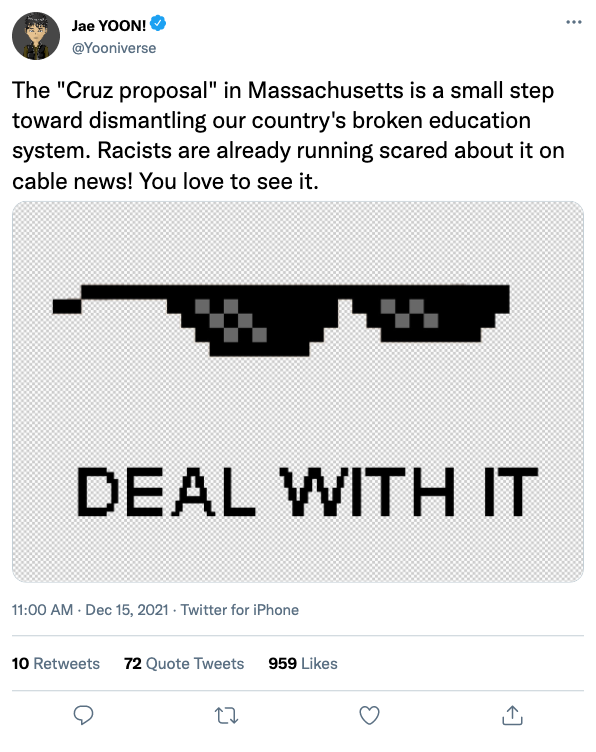 Jae YOON!
@Yooniverse
The "Cruz proposal" in Massachusetts is a small step
toward dismantling our country's broken education
system. Racists are already running scared about it on
cable news! You love to see it.
DEAL WITH IT
11:00 AM · Dec 15, 2021 · Twitter for iPhone
10 Retweets 72 Quote Tweets 959 Likes